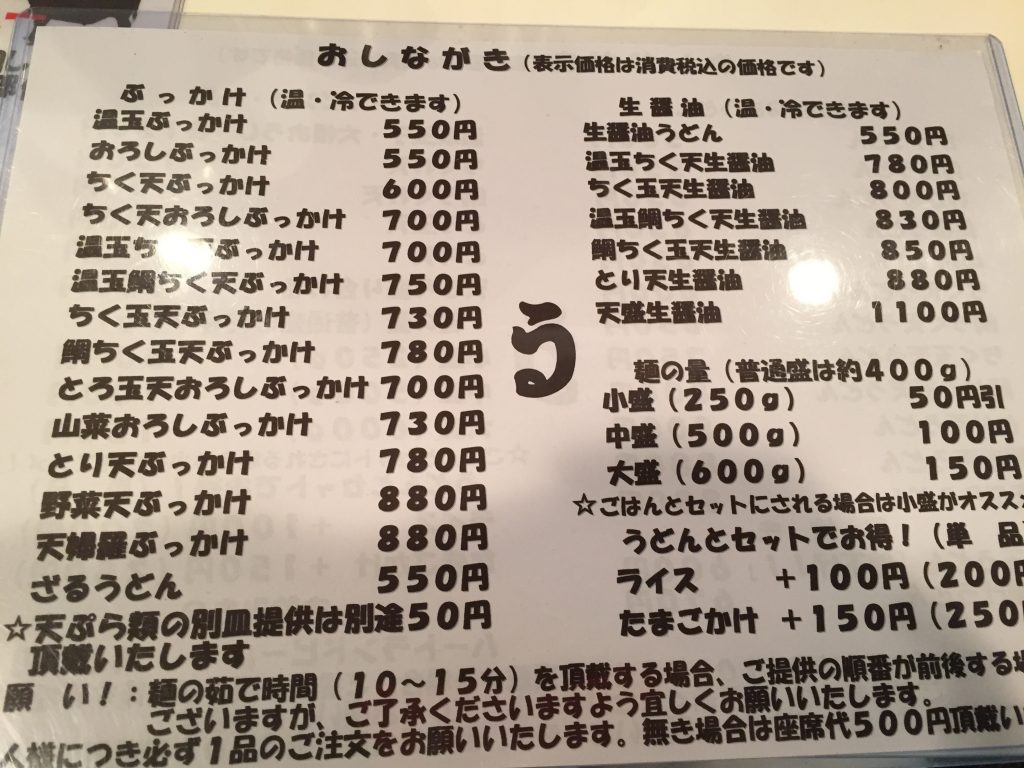 おしながき（表示価格は消費税込の価格です）
ぶっかけ（温・冷できます）
温玉ぶっかけ 550円
おろしぶっかけ 550円
ちく天ぶっかけ 600円
ちく天おろしぶっかけ 700円
温玉ち 天ぶっかけ 700円
温玉鯛ちく天ぶっかけ 750円
ちく玉天ぶっかけ 730円
鯛ちく玉天ぶっかけ 780円
とろ玉天おろしぶっかけ 700円
山菜おろしぶっかけ 730円
とり天ぶっかけ 780円
野菜天ぶっかけ 880円
天婦羅ぶっかけ 880円
ざるうどん 550円
☆天ぷら類の別皿提供は別途50円
頂戴いたします
う
生醤油（温・冷できます）
生醤油うどん 550円
温玉ちく天生醤油 780円
ちく玉天生醤油 800円
温玉鯛ちく天生醤油 830円
鯛ちく玉天生醤油 850円
とり天生醤油 880円
天盛生醤油 1100円
麺の量（普通盛は約400g）
小盛（250g） 50円引
中盛（500g） 100円
大盛（600g） 150円
☆ごはんとセットにされる場合は小盛がオススメ
うどんとセットでお得！（単 品
ライス ＋100円（200円
たまごかけ ＋150円（250
願 い！：麺の茹で時間（10～15分）を頂戴する場合、ご提供の順番が前後する場
ございますが、ご了承くださいますよう宜しくお願いいたします。
人様につき必ず1品のご注文をお願いいたします。無き場合は座席代500円頂戴い